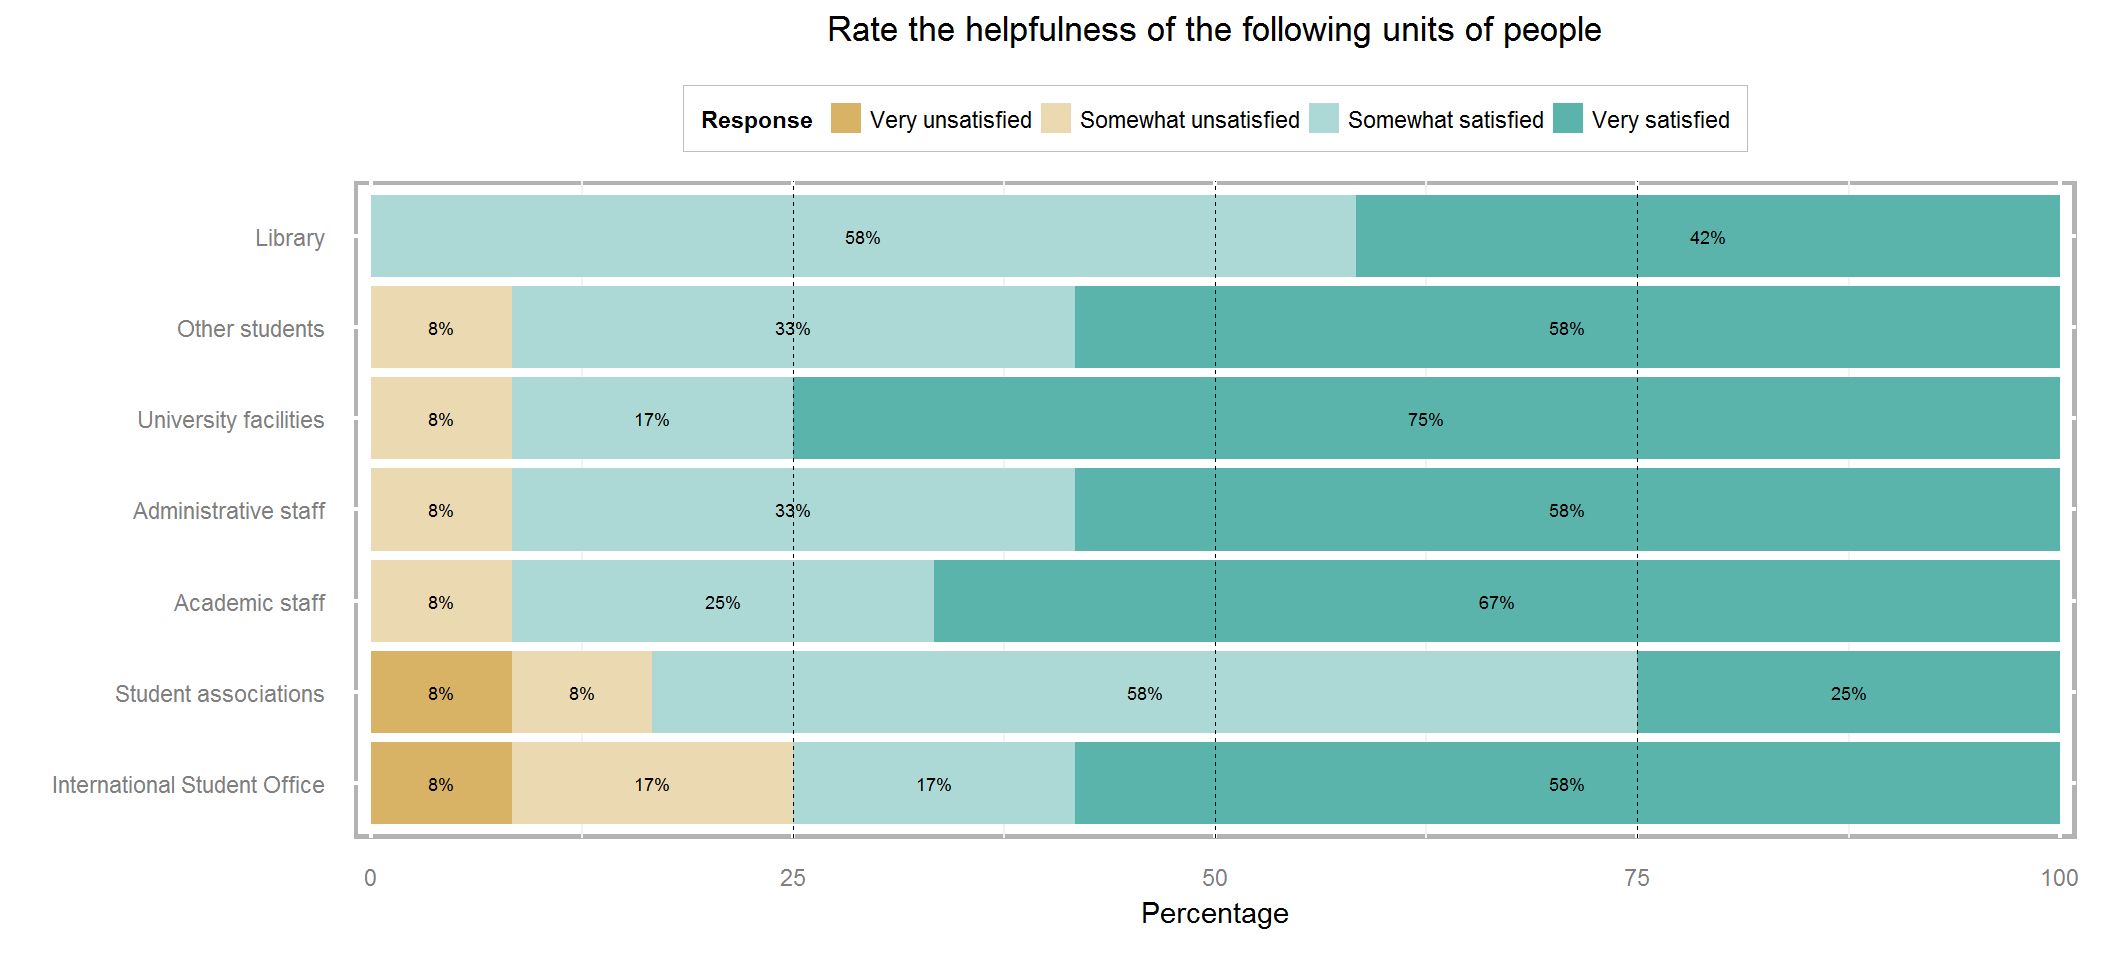 Rate the helpfulness of the following units of people
Response Very unsatisfied Somewhat unsatisfied Somewhat satisfied Very satisfied
Library 58% 42%
Other students 8% 33% 58%
University facilities 8% 17% 75%
Administrative staff 8% 33% 58%
Academic staff 8% 25% 67%
Student associations 8% 8% 58% 25%
International Student Office 8% 17% 17% 58%
0 25 50 75 100
Percentage